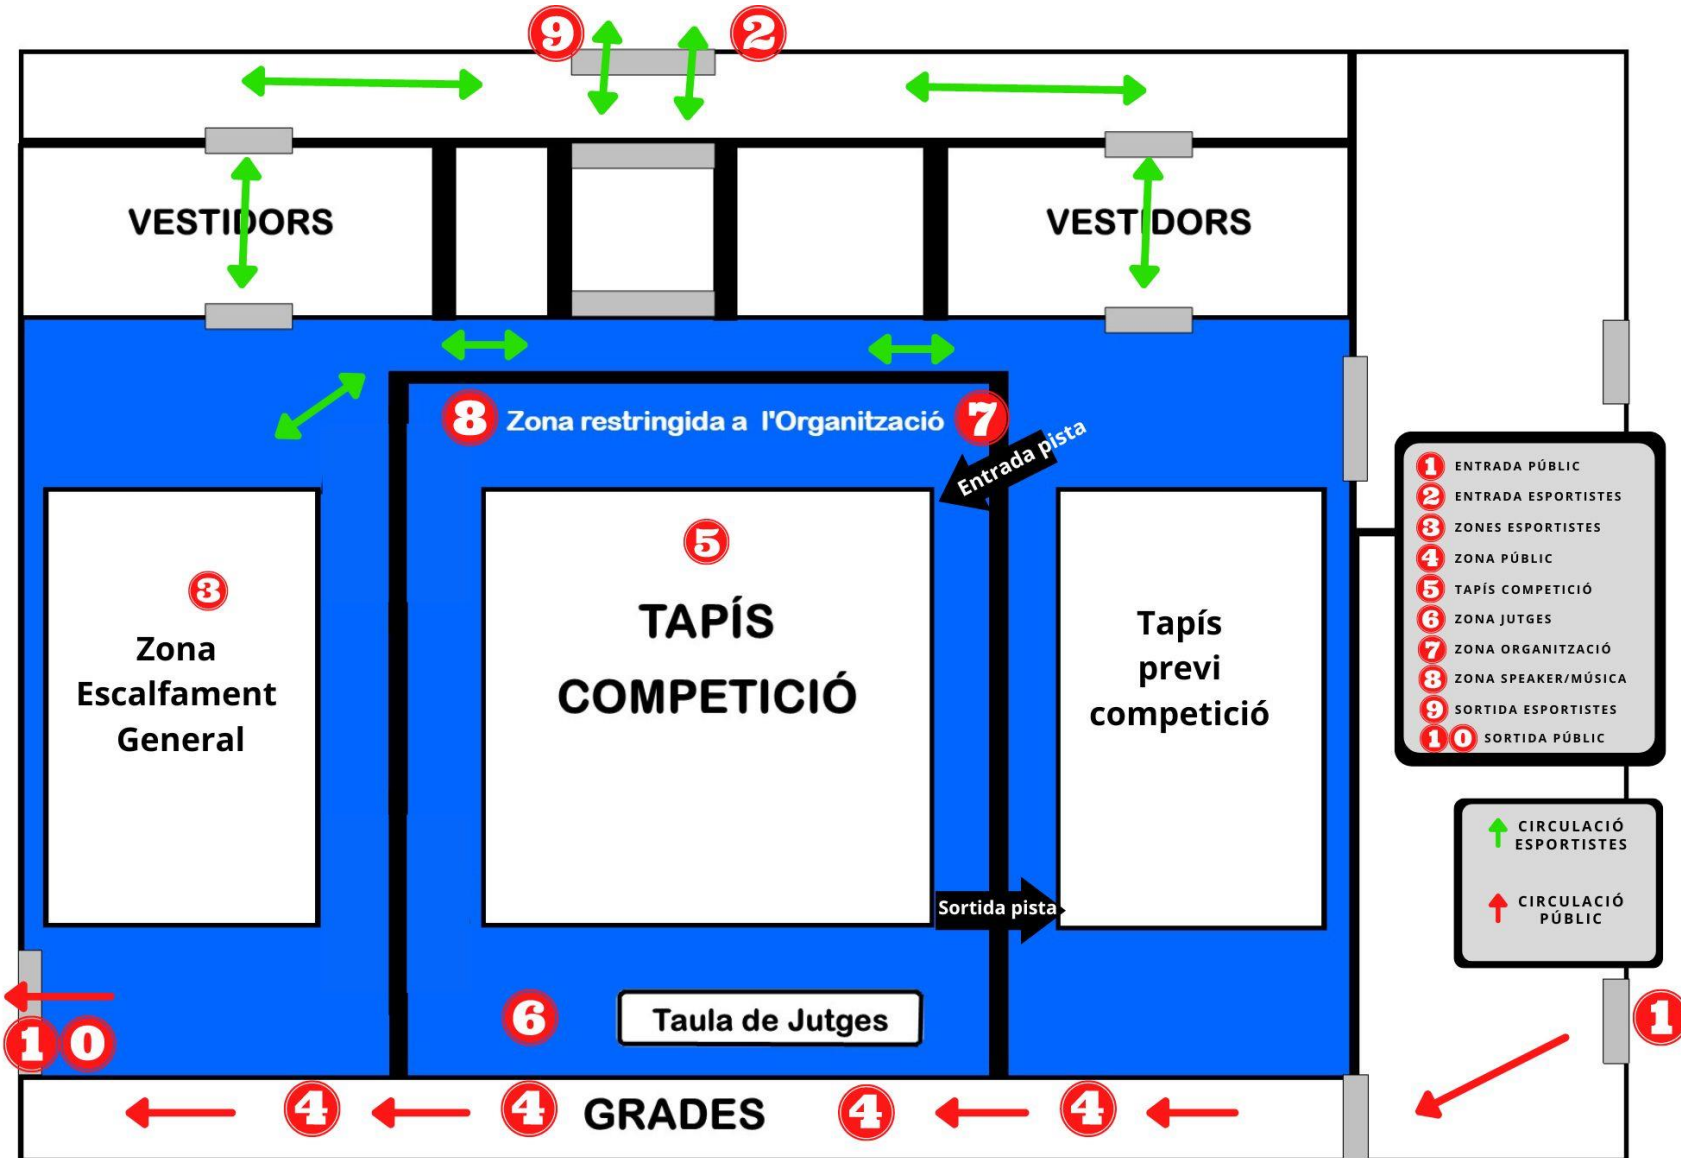 9 2
VESTIDORS VESTIDORS
8 Zona restringida a l'Organització 7
Entrada pista
5
TAPÍS
COMPETICIÓ
3
Zona
Escalfament
General
Tapís
previ
competició
Sortida pista
6 Taula de Jutges
10
4 4 GRADES 4 4
1
1 ENTRADA PÚBLIC
2 ENTRADA ESPORTISTES
3 ZONES ESPORTISTES
4 ZONA PÚBLIC
5 TAPÍS COMPETICIÓ
6 ZONA JUTGES
7 ZONA ORGANITZACIÓ
8 ZONA SPEAKER/MÚSICA
9 SORTIDA ESPORTISTES
10 SORTIDA PÚBLIC
CIRCULACIÓ
ESPORTISTES
CIRCULACIÓ
PÚBLIC